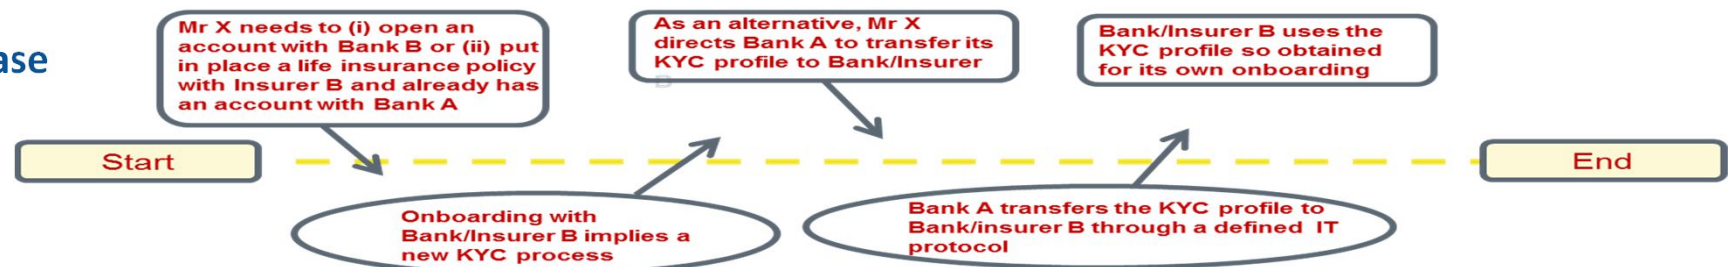 ase
Mr X needs to (i) open an
account with Bank B or (ii) put
in place a life insurance policy
with Insurer B and already has
an account with Bank A
As an alternative, Mr X
directs Bank A to transfer its
KYC profile to Bank/Insurer
B
Bank/Insurer B uses the
KYC profile so obtained
for its own onboarding
Start
End
Onboarding with
Bank/Insurer B implies a
new KYC process
Bank A transfers the KYC profile to
Bank/insurer B through a defined IT
protocol